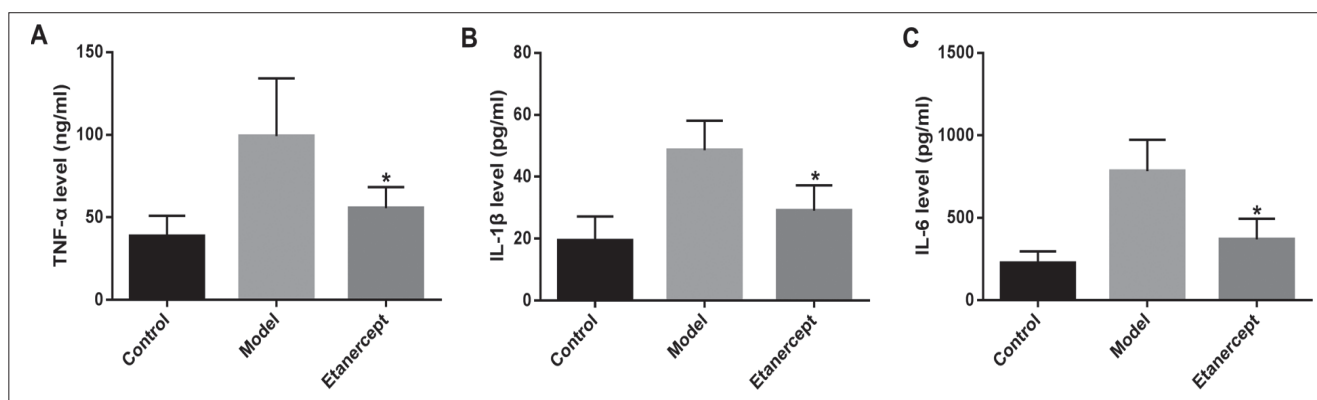 A
TNF-α level (ng/ml)
150
100
50
0
*
Control
Model
Etanercept
B
IL-1β level (pg/ml)
80
60
40
20
0
*
Control
Model
Etanercept
C
IL-6 level (pg/ml)
1500
1000
500
0
*
Control
Model
Etanercept